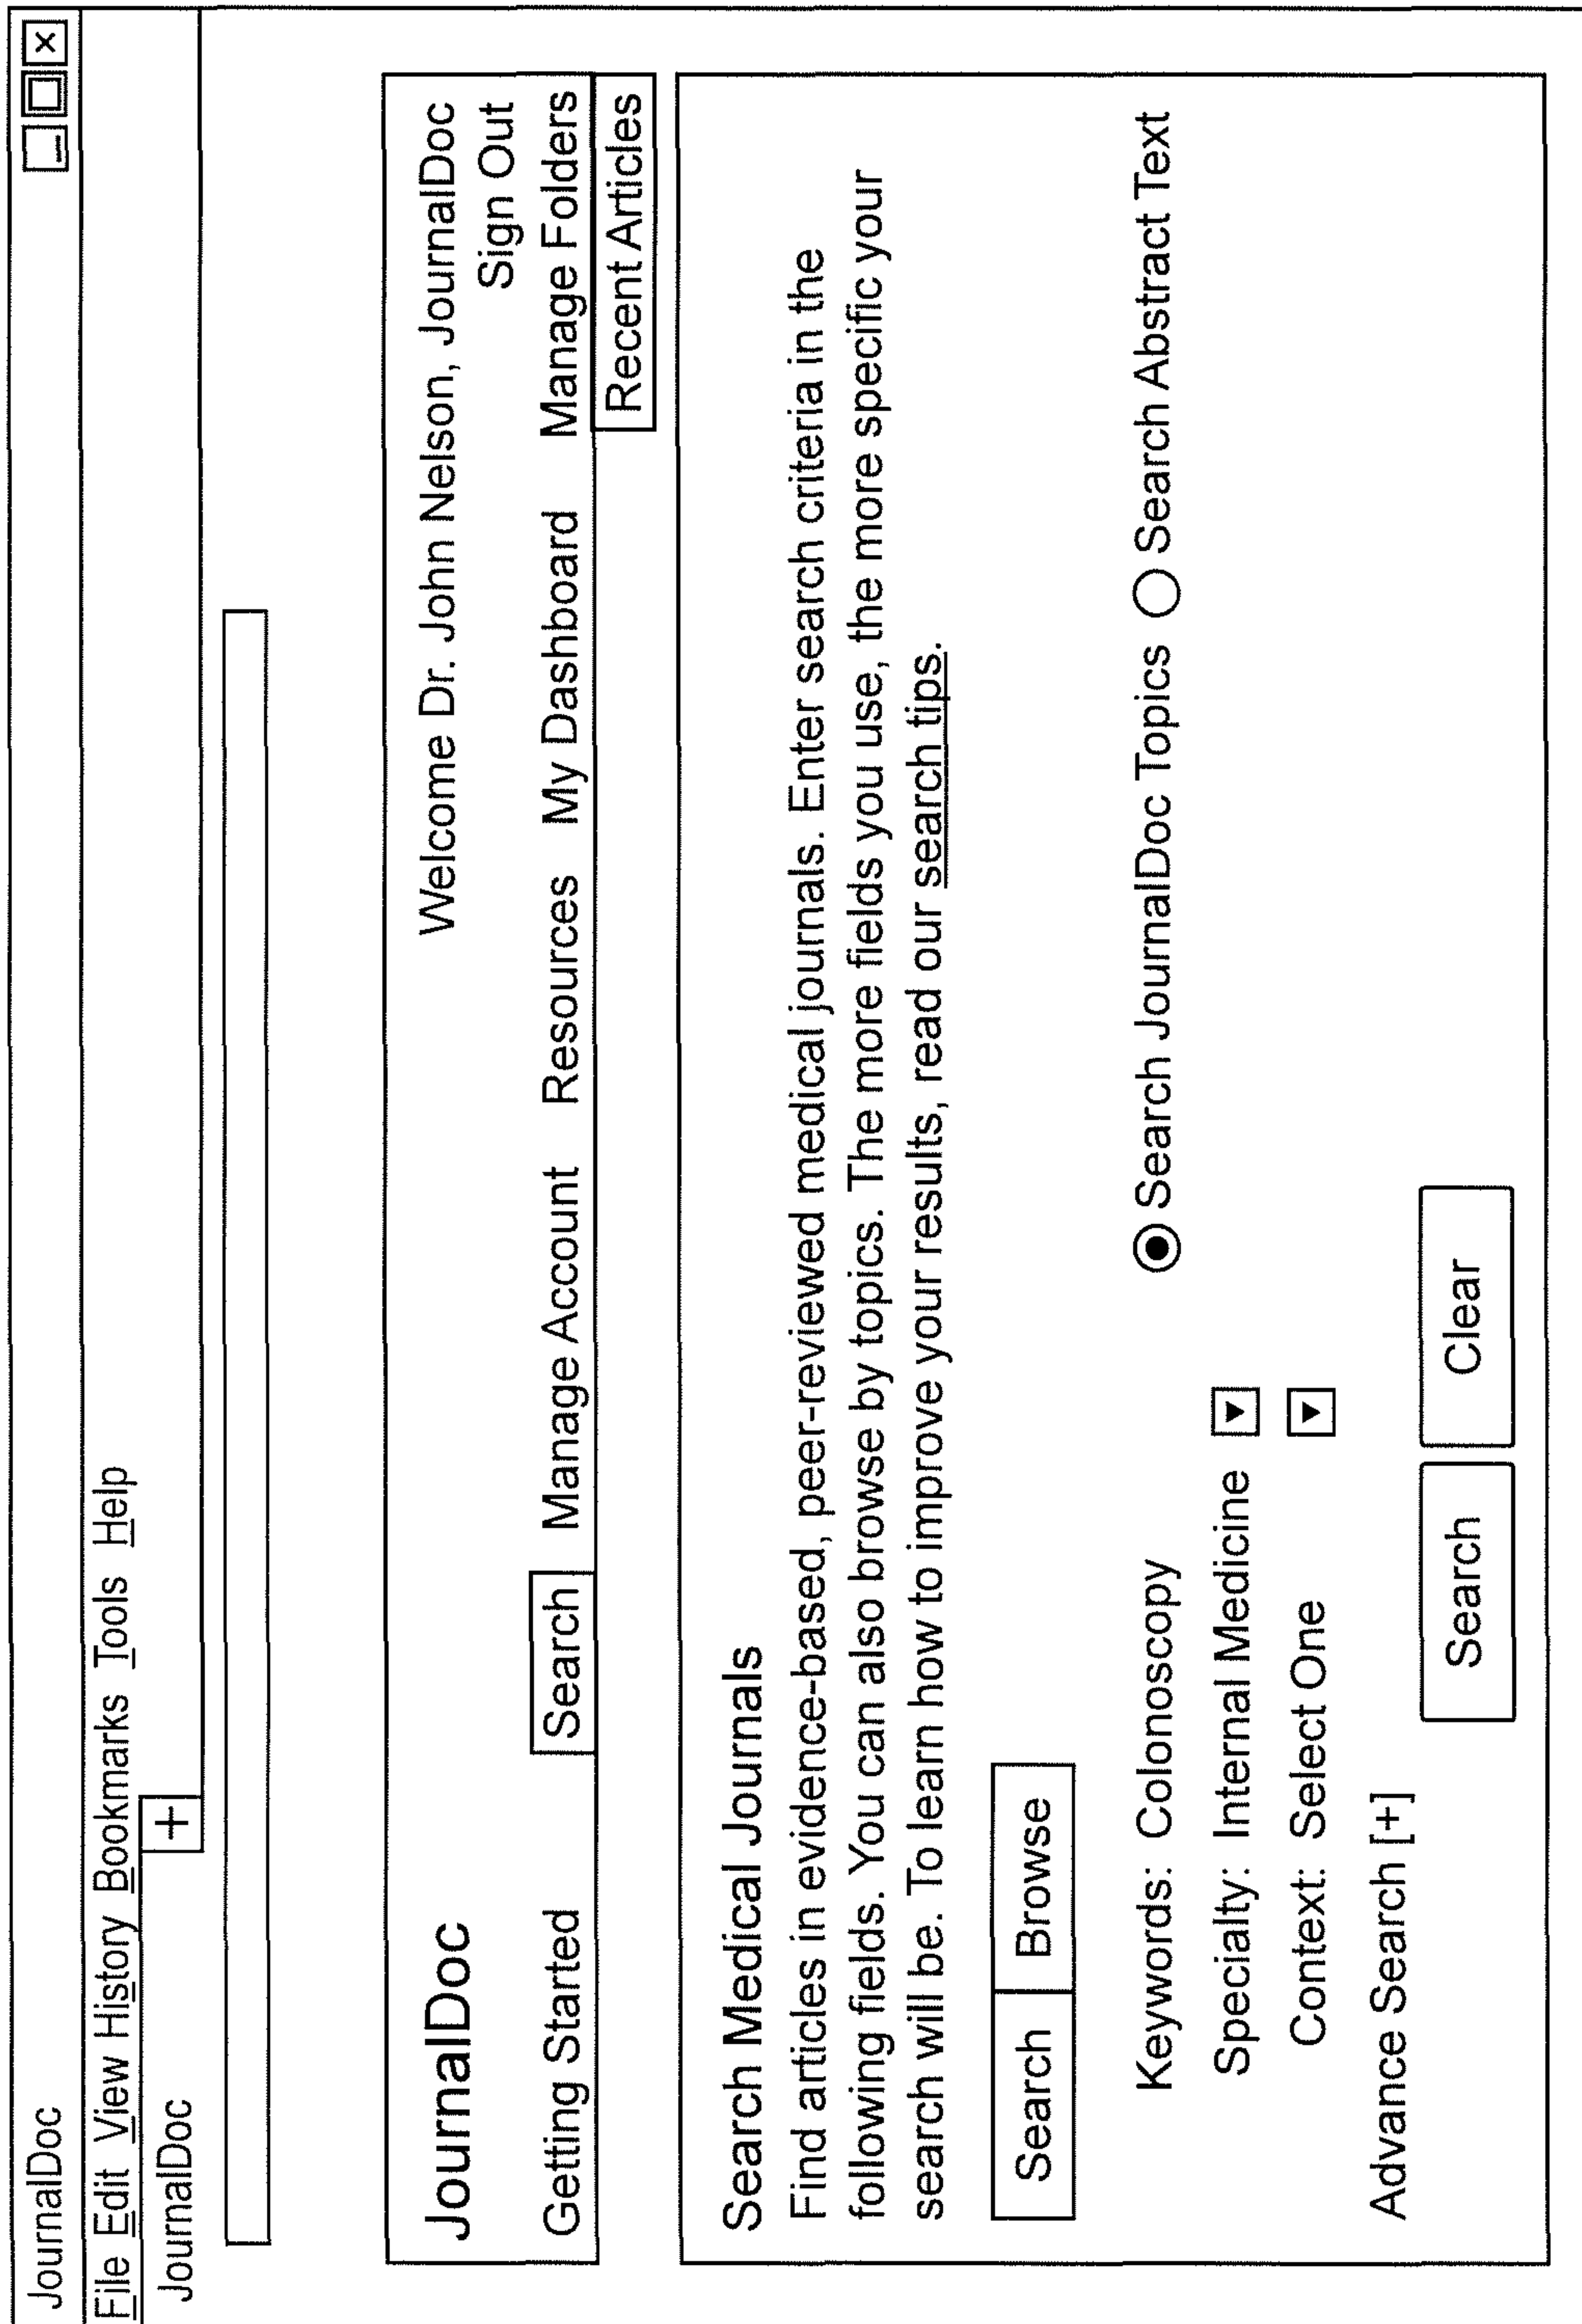 JournalDoc
File Edit View History Bookmarks Tools Help
JournalDoc +
JournalDoc
Welcome Dr. John Nelson, JournalDoc
Sign Out
Getting Started Search Manage Account Resources My Dashboard Manage Folders
Recent Articles
Search Medical Journals
Find articles in evidence-based, peer-reviewed medical journals. Enter search criteria in the
following fields. You can also browse by topics. The more fields you use, the more specific your
search will be. To learn how to improve your results, read our search tips.
Search Browse
Keywords: Colonoscopy Search JournalDoc Topics Search Abstract Text
Specialty: Internal Medicine
Context: Select One
Advance Search [+]
Search Clear